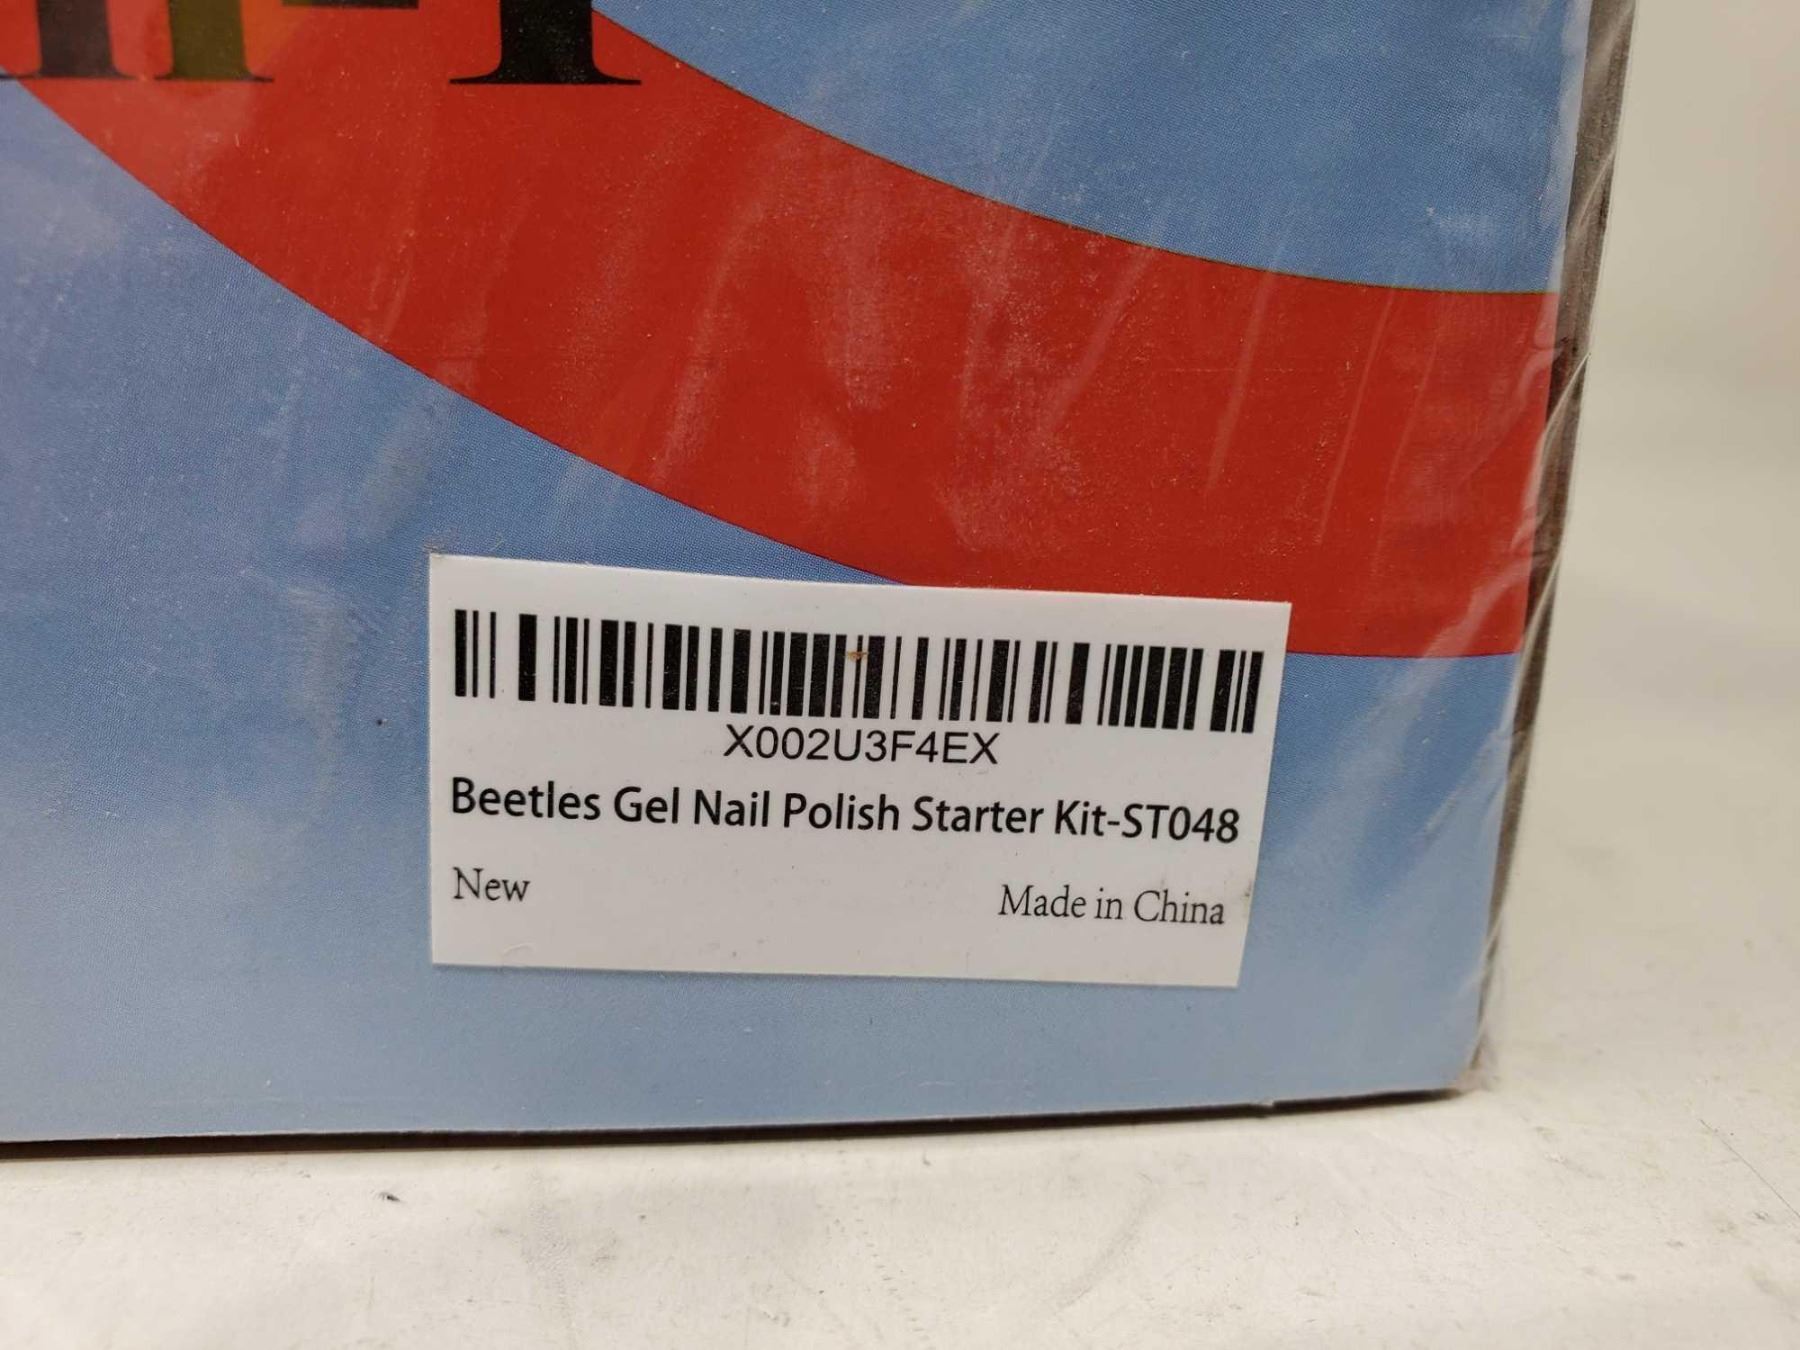 X002U3F4EX
Beetles Gel Nail Polish Starter Kit-ST048
New
Made in China